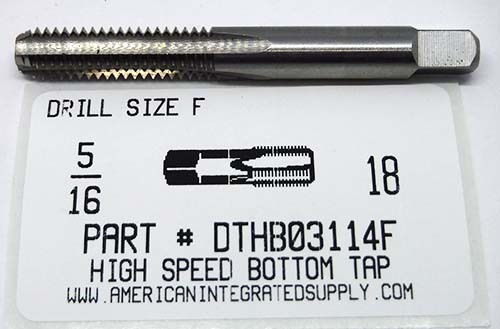 DRILL SIZE F
5/16 18
PART # DTHB03114F
HIGH SPEED BOTTOM TAP
WWW.AMERICANINTEGRATEDSUPPLY.COM